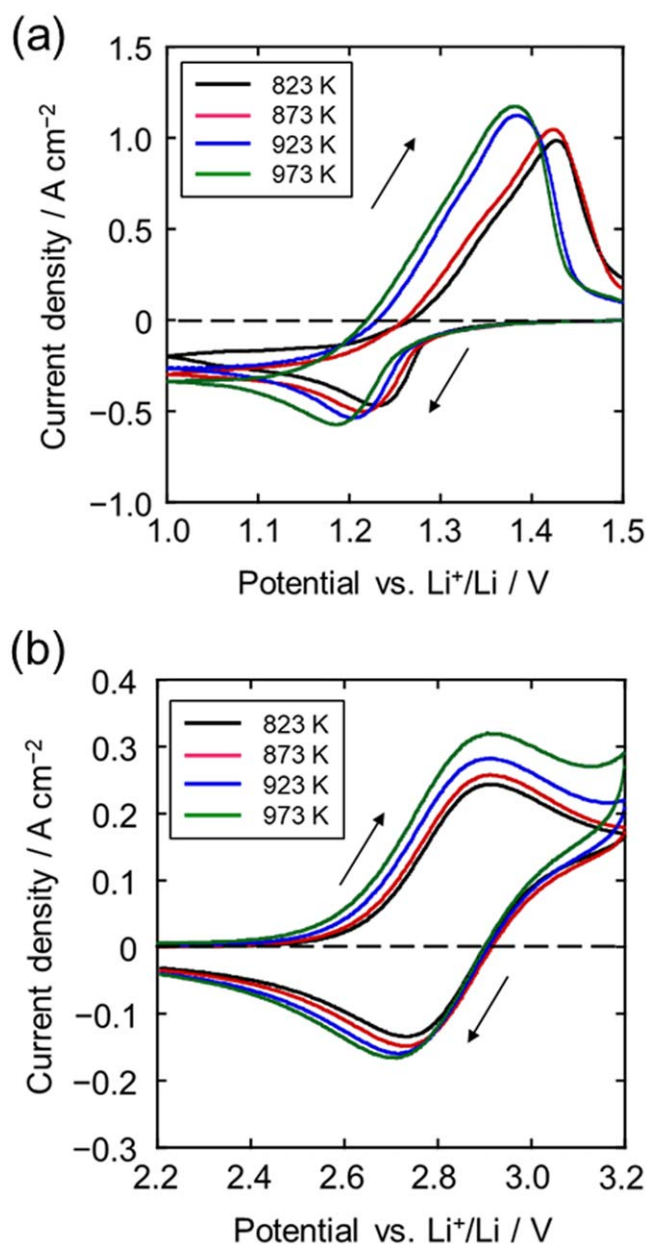 (a)
1.5
1.0
0.5
0
−0.5
−1.0
823 K
873 K
923 K
973 K
1.0 1.1 1.2 1.3 1.4 1.5
Current density / A cm⁻²
Potential vs. Li⁺/Li / V
(b)
0.4
0.3
0.2
0.1
0
−0.1
−0.2
−0.3
823 K
873 K
923 K
973 K
2.2 2.4 2.6 2.8 3.0 3.2
Current density / A cm⁻²
Potential vs. Li⁺/Li / V